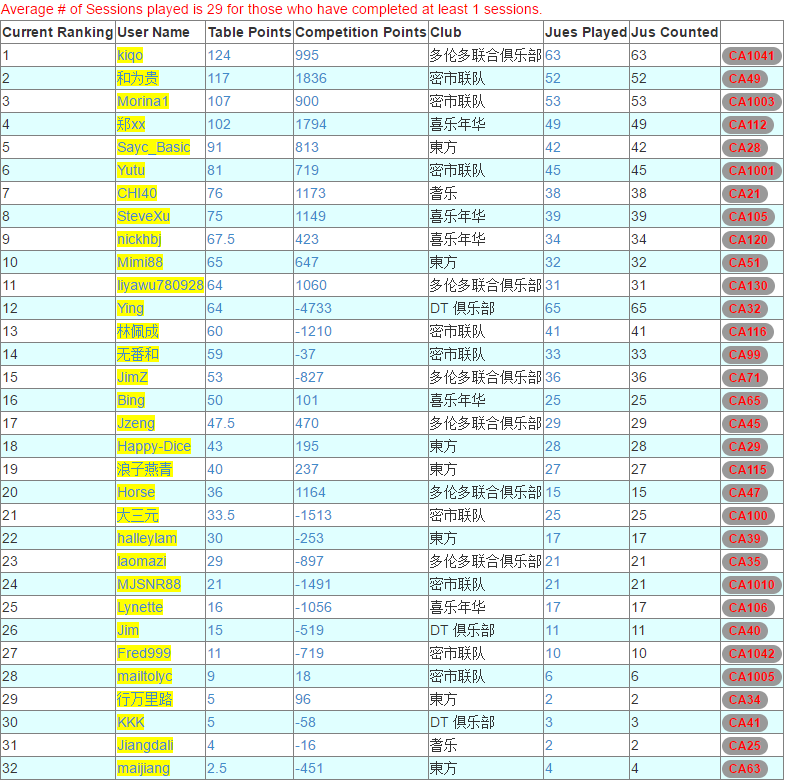 Average # of Sessions played is 29 for those who have completed at least 1 sessions.
Current Ranking User Name Table Points Competition Points Club Jues Played Jus Counted
1 kiqo 124 995 多伦多联合俱乐部 63 63 CA1041
2 和为贵 117 1836 密市联队 52 52 CA49
3 Morina1 107 900 密市联队 53 53 CA1003
4 郑xx 102 1794 喜乐年华 49 49 CA112
5 Sayc_Basic 91 813 東方 42 42 CA28
6 Yutu 81 719 密市联队 45 45 CA1001
7 CHI40 76 1173 耆乐 38 38 CA21
8 SteveXu 75 1149 喜乐年华 39 39 CA105
9 nickhbj 67.5 423 喜乐年华 34 34 CA120
10 Mimi88 65 647 東方 32 32 CA51
11 liyawu780928 64 1060 多伦多联合俱乐部 31 31 CA130
12 Ying 64 -4733 DT 俱乐部 65 65 CA32
13 林佩成 60 -1210 密市联队 41 41 CA116
14 无番和 59 -37 密市联队 33 33 CA99
15 JimZ 53 -827 多伦多联合俱乐部 36 36 CA71
16 Bing 50 101 喜乐年华 25 25 CA65
17 Jzeng 47.5 470 多伦多联合俱乐部 29 29 CA45
18 Happy-Dice 43 195 東方 28 28 CA29
19 浪子燕青 40 237 東方 27 27 CA115
20 Horse 36 1164 多伦多联合俱乐部 15 15 CA47
21 大三元 33.5 -1513 密市联队 25 25 CA100
22 halleylam 30 -253 東方 17 17 CA39
23 laomazi 29 -897 多伦多联合俱乐部 21 21 CA35
24 MJSNR88 21 -1491 密市联队 21 21 CA1010
25 Lynette 16 -1056 喜乐年华 17 17 CA106
26 Jim 15 -519 DT 俱乐部 11 11 CA40
27 Fred999 11 -719 密市联队 10 10 CA1042
28 mailtolyc 9 18 密市联队 6 6 CA1005
29 行万里路 5 96 東方 2 2 CA34
30 KKK 5 -58 DT 俱乐部 3 3 CA41
31 Jiangdali 4 -16 耆乐 2 2 CA25
32 maijiang 2.5 -451 東方 4 4 CA63